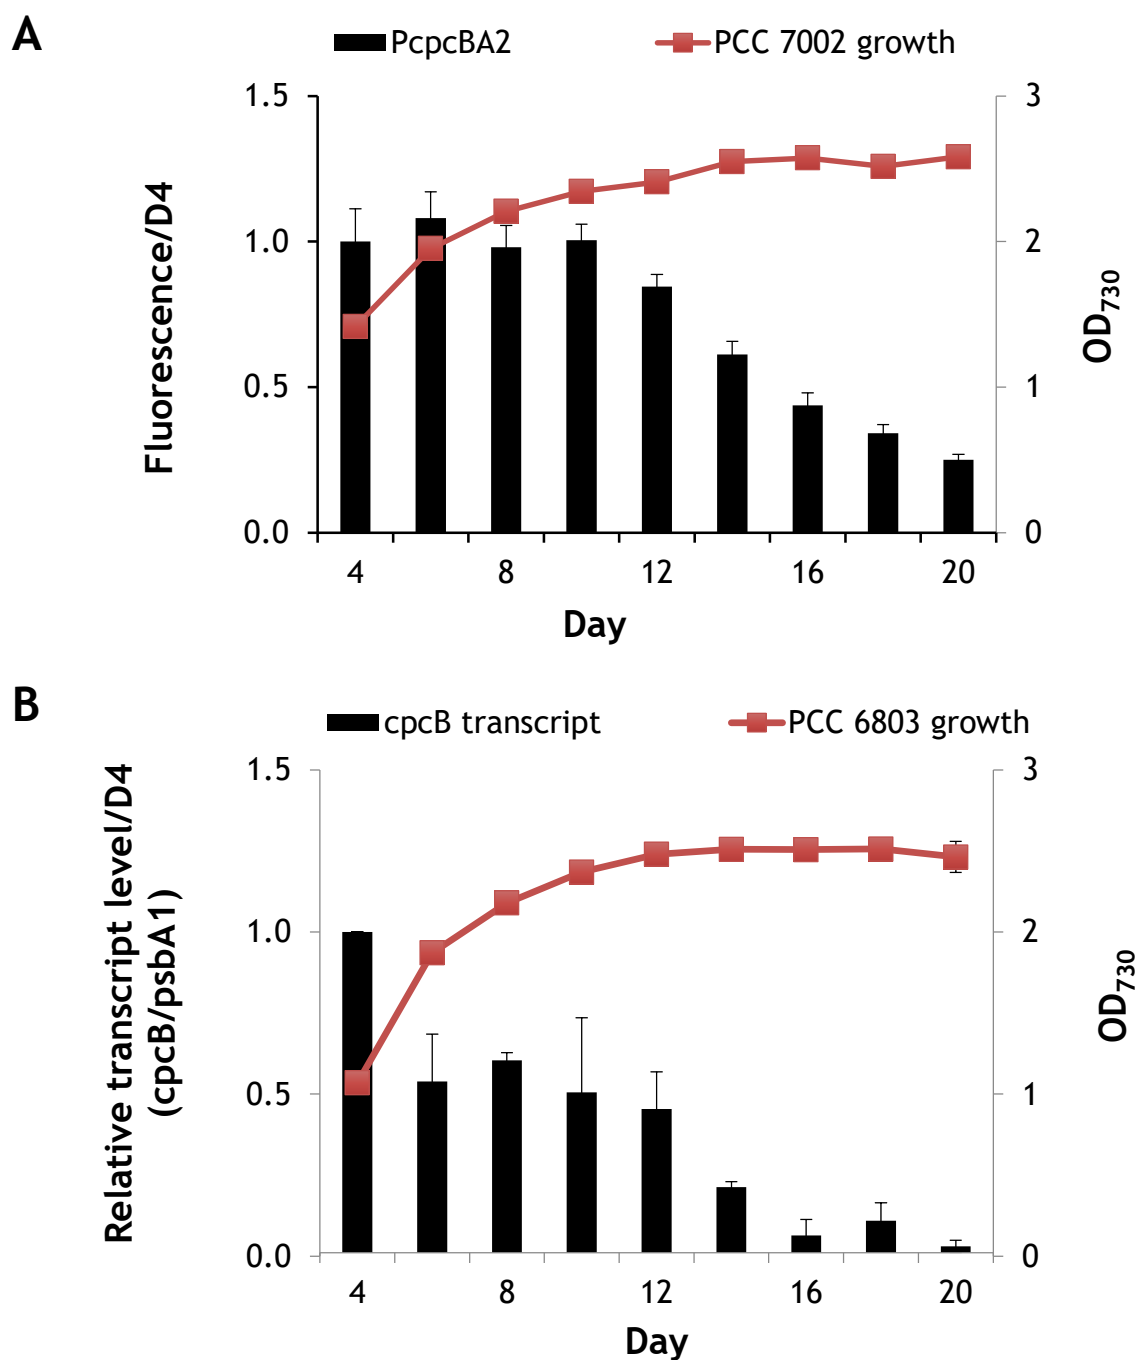 A
PcpcBA2
PCC 7002 growth
1.5
1.0
0.5
0.0
3
2
1
0
Fluorescence/D4
OD730
4
8
12
16
20
Day
B
cpcB transcript
PCC 6803 growth
1.5
1.0
0.5
0.0
3
2
1
0
Relative transcript level/D4
(cpcB/psbA1)
OD730
4
8
12
16
20
Day